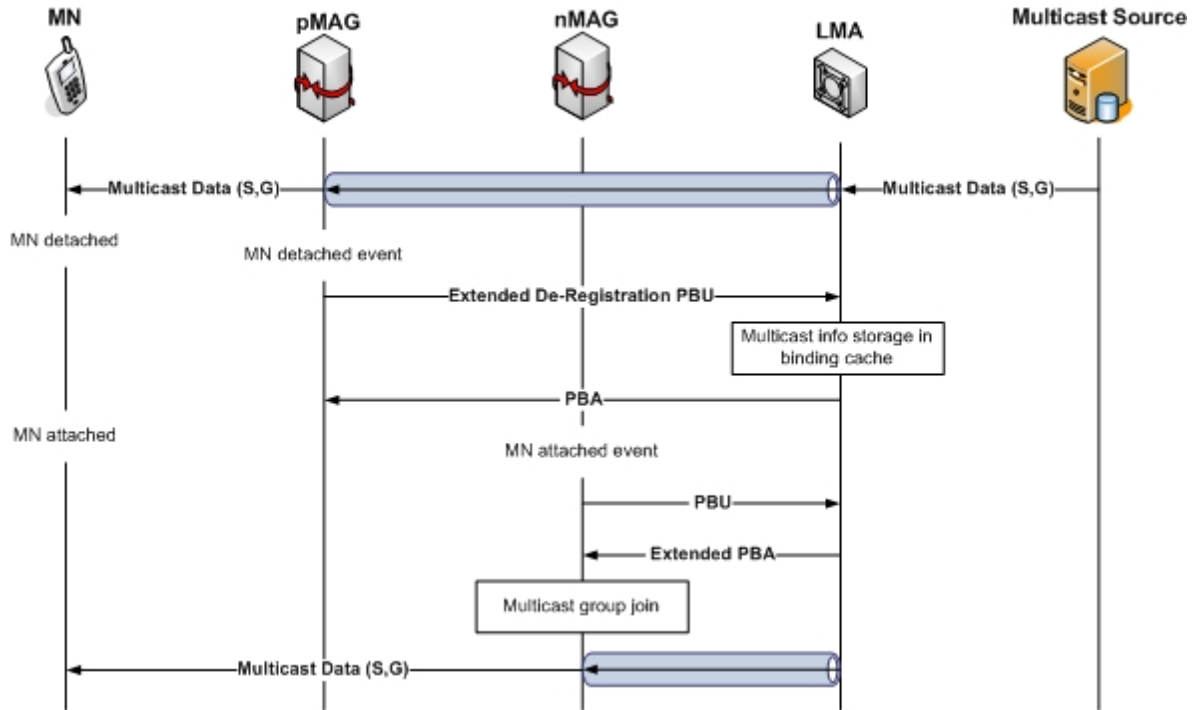 MN
pMAG
nMAG
LMA
Multicast Source
Multicast Data (S,G)
Multicast Data (S,G)
MN detached
MN detached event
Extended De-Registration PBU
Multicast info storage in
binding cache
PBA
MN attached
MN attached event
PBU
Extended PBA
Multicast group join
Multicast Data (S,G)